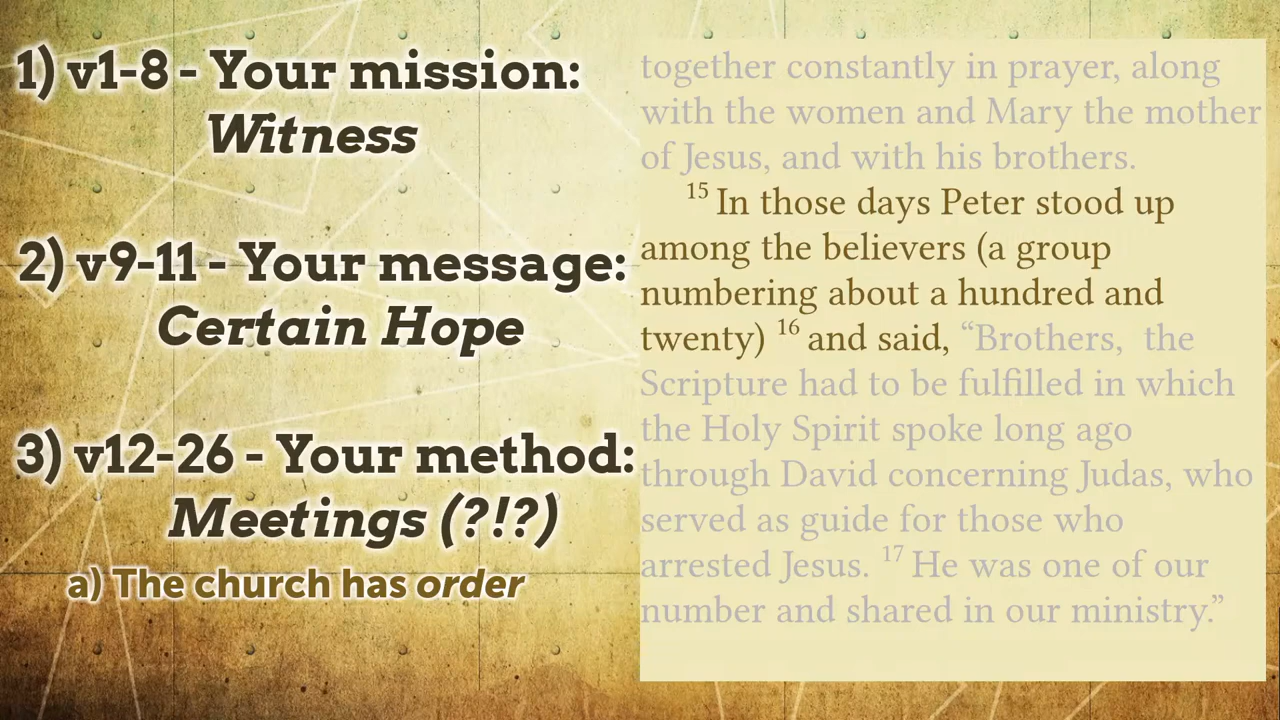 1) v1-8 - Your mission:
Witness
2) v9-11 - Your message:
Certain Hope
3) v12-26 - Your method:
Meetings (?!?)
a) The church has order
together constantly in prayer, along
with the women and Mary the mother
of Jesus, and with his brothers.
15 In those days Peter stood up
among the believers (a group
numbering about a hundred and
twenty) 16 and said, “Brothers, the
Scripture had to be fulfilled in which
the Holy Spirit spoke long ago
through David concerning Judas, who
served as guide for those who
arrested Jesus. 17 He was one of our
number and shared in our ministry.”